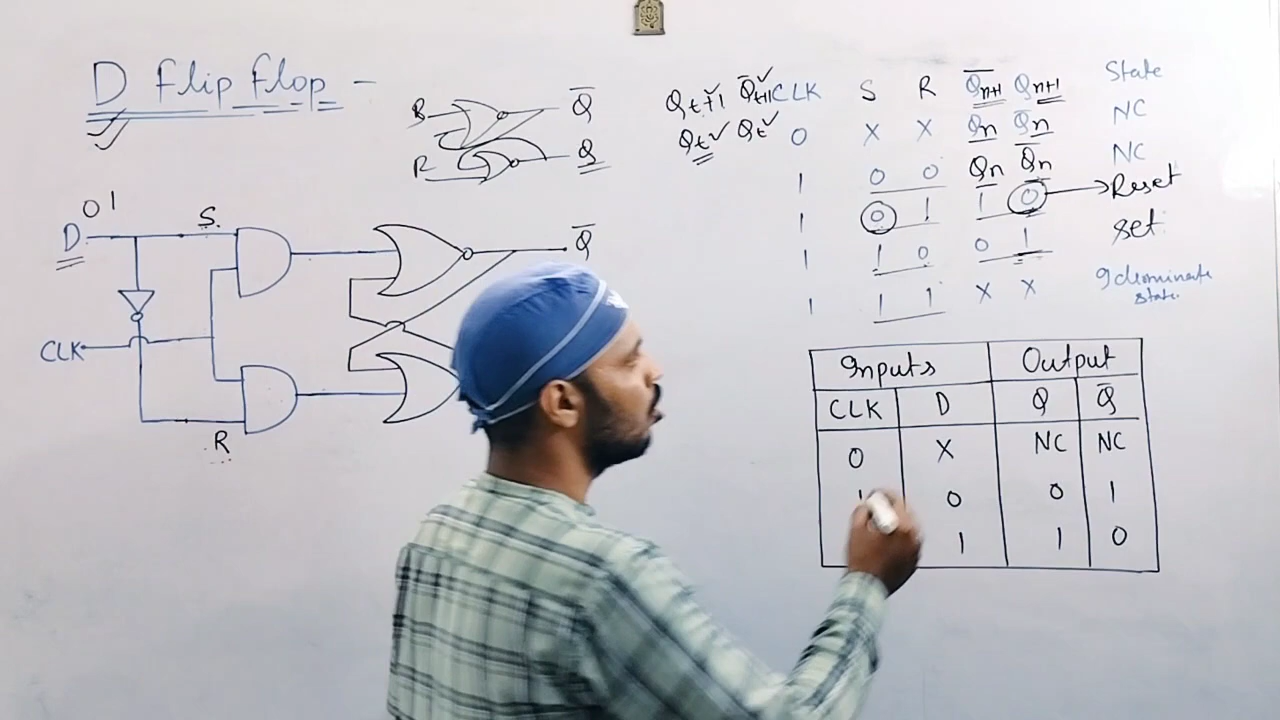 D Flip Flop -
Q̅
R
Q
D
0 1
S
Q̅
CLK
R
Qt+1 Q̅t+1 CLK S R Q̅n+1 Qn+1 State
Qt Q̅t 0 X X Qn Q̅n NC
1 0 0 Qn Q̅n NC
1 0 1 1 0 Reset
1 1 0 0 1 Set
1 1 1 X X
state.
Inputs Output
CLK D Q Q̅
0 X NC NC
1 0 0 1
1 1 0